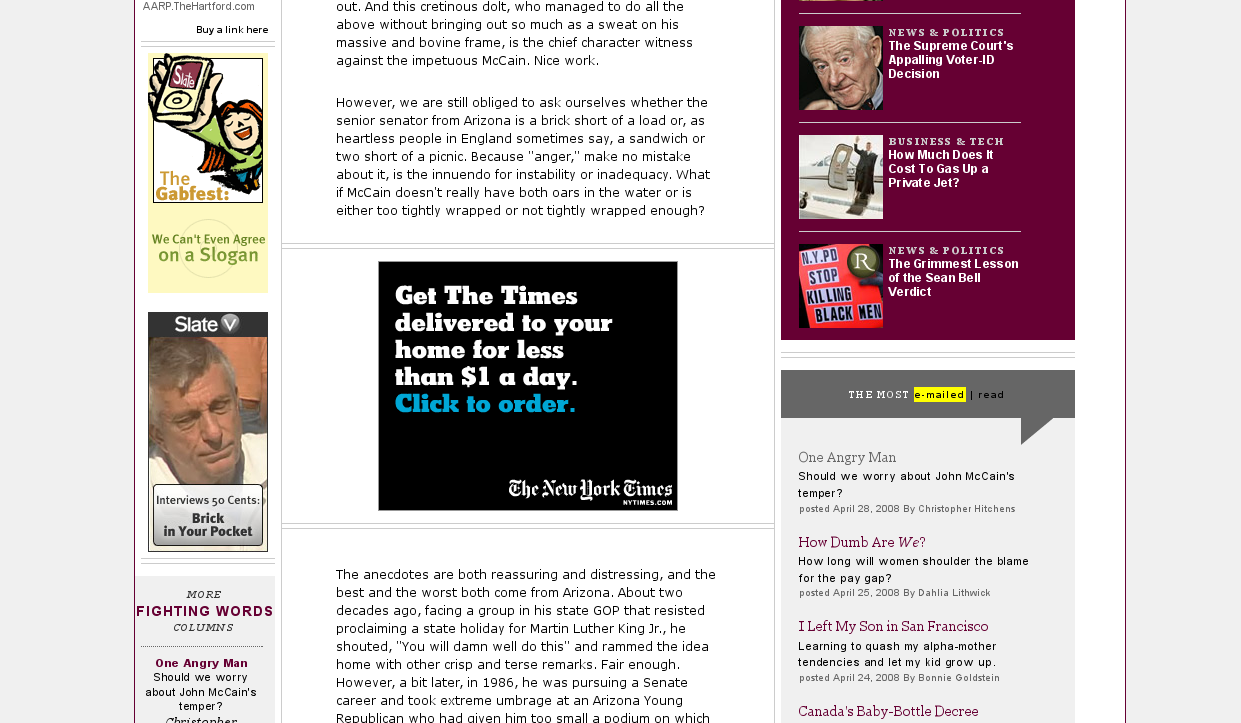 AARP.TheHartford.com
Buy a link here
Slate
The
Gabfest:
We Can't Even Agree
on a Slogan
Slate V
Interviews 50 Cents:
Brick
in Your Pocket
MORE
FIGHTING WORDS
COLUMNS
One Angry Man
Should we worry
about John McCain's
temper?
Christopher
out. And this cretinous dolt, who managed to do all the
above without bringing out so much as a sweat on his
massive and bovine frame, is the chief character witness
against the impetuous McCain. Nice work.
However, we are still obliged to ask ourselves whether the
senior senator from Arizona is a brick short of a load or, as
heartless people in England sometimes say, a sandwich or
two short of a picnic. Because "anger," make no mistake
about it, is the innuendo for instability or inadequacy. What
if McCain doesn't really have both oars in the water or is
either too tightly wrapped or not tightly wrapped enough?
Get The Times
delivered to your
home for less
than $1 a day.
Click to order.
The New York Times
NYTIMES.COM
The anecdotes are both reassuring and distressing, and the
best and the worst both come from Arizona. About two
decades ago, facing a group in his state GOP that resisted
proclaiming a state holiday for Martin Luther King Jr., he
shouted, "You will damn well do this" and rammed the idea
home with other crisp and terse remarks. Fair enough.
However, a bit later, in 1986, he was pursuing a Senate
career and took extreme umbrage at an Arizona Young
Republican who had given him too small a podium on which
NEWS & POLITICS
The Supreme Court's
Appalling Voter-ID
Decision
BUSINESS & TECH
How Much Does It
Cost To Gas Up a
Private Jet?
N.Y.PD
STOP
KILLING
BLACK MEN
R
NEWS & POLITICS
The Grimmest Lesson
of the Sean Bell
Verdict
THE MOST e-mailed | read
One Angry Man
Should we worry about John McCain's
temper?
posted April 28, 2008 By Christopher Hitchens
How Dumb Are We?
How long will women shoulder the blame
for the pay gap?
posted April 25, 2008 By Dahlia Lithwick
I Left My Son in San Francisco
Learning to quash my alpha-mother
tendencies and let my kid grow up.
posted April 24, 2008 By Bonnie Goldstein
Canada's Baby-Bottle Decree